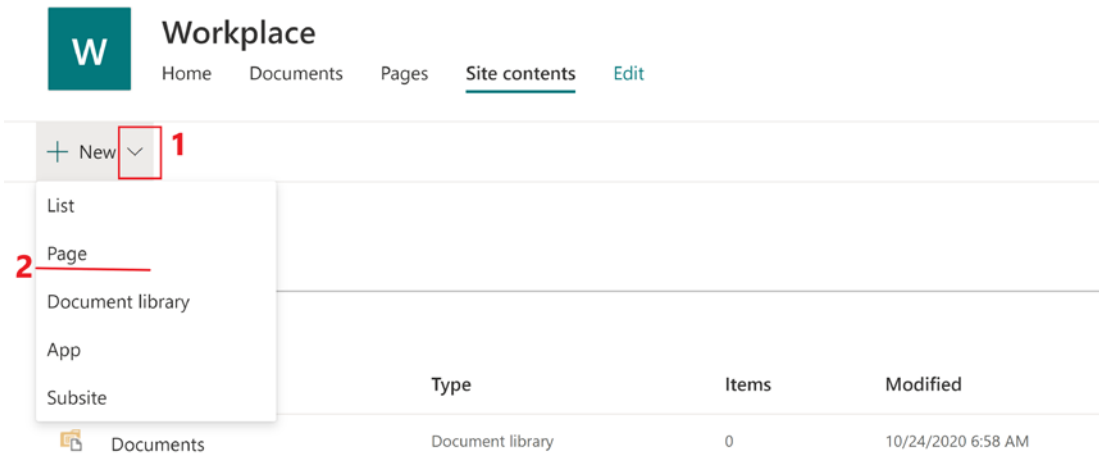 W
Workplace
Home Documents Pages Site contents Edit
+ New 1
List
2 Page
Document library
App
Subsite
Type Items Modified
Documents Document library 0 10/24/2020 6:58 AM